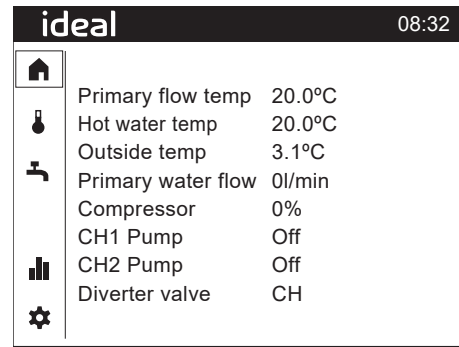 ideal 08:32
Primary flow temp 20.0ºC
Hot water temp 20.0ºC
Outside temp 3.1ºC
Primary water flow 0l/min
Compressor 0%
CH1 Pump Off
CH2 Pump Off
Diverter valve CH